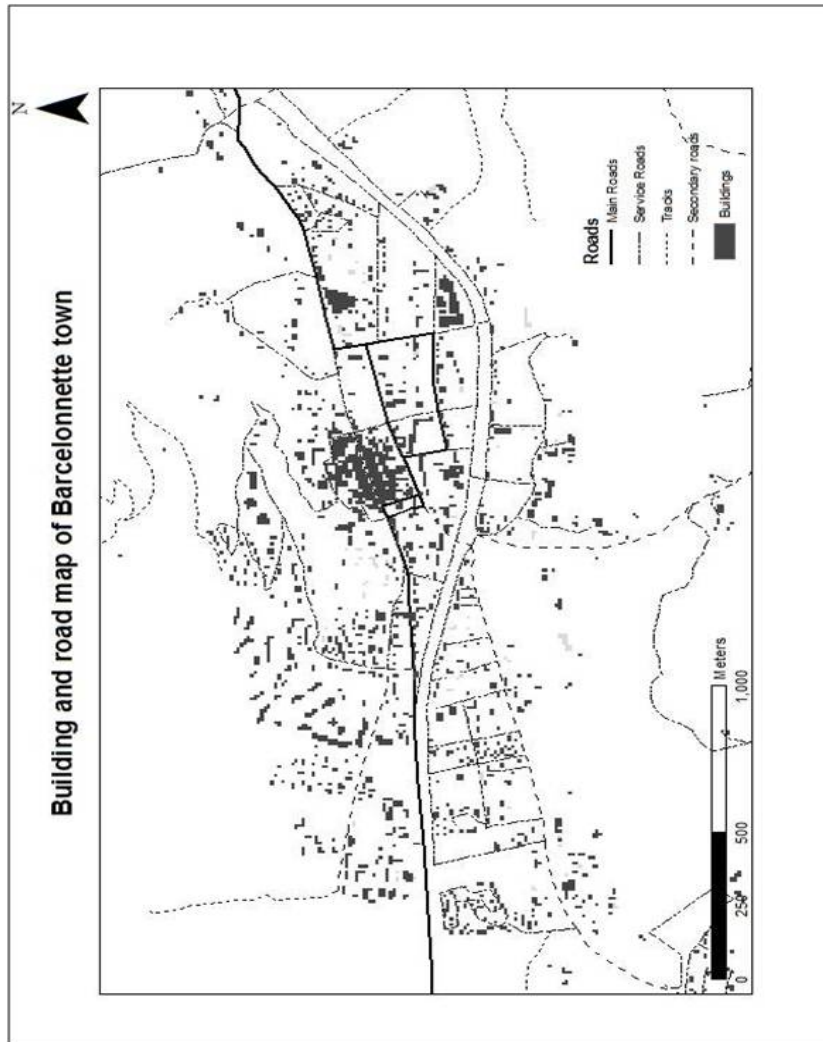 Building and road map of Barcelonnette town
N
Roads
Main Roads
Service Roads
Tracks
Secondary roads
Buildings
Meters
0 250 500 1,000